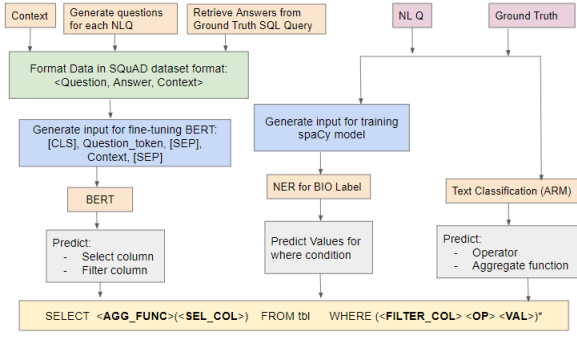 Context
Generate questions
for each NLQ
Retrieve Answers from
Ground Truth SQL Query
NL Q
Ground Truth
Format Data in SQuAD dataset format:
<Question, Answer, Context>
Generate input for fine-tuning BERT:
[CLS], Question_token, [SEP],
Context, [SEP]
Generate input for training
spaCy model
BERT
NER for BIO Label
Text Classification (ARM)
Predict:
- Select column
- Filter column
Predict Values for
where condition
Predict:
- Operator
- Aggregate function
SELECT <AGG_FUNC>(<SEL_COL>) FROM tbl WHERE (<FILTER_COL> <OP> <VAL>)*